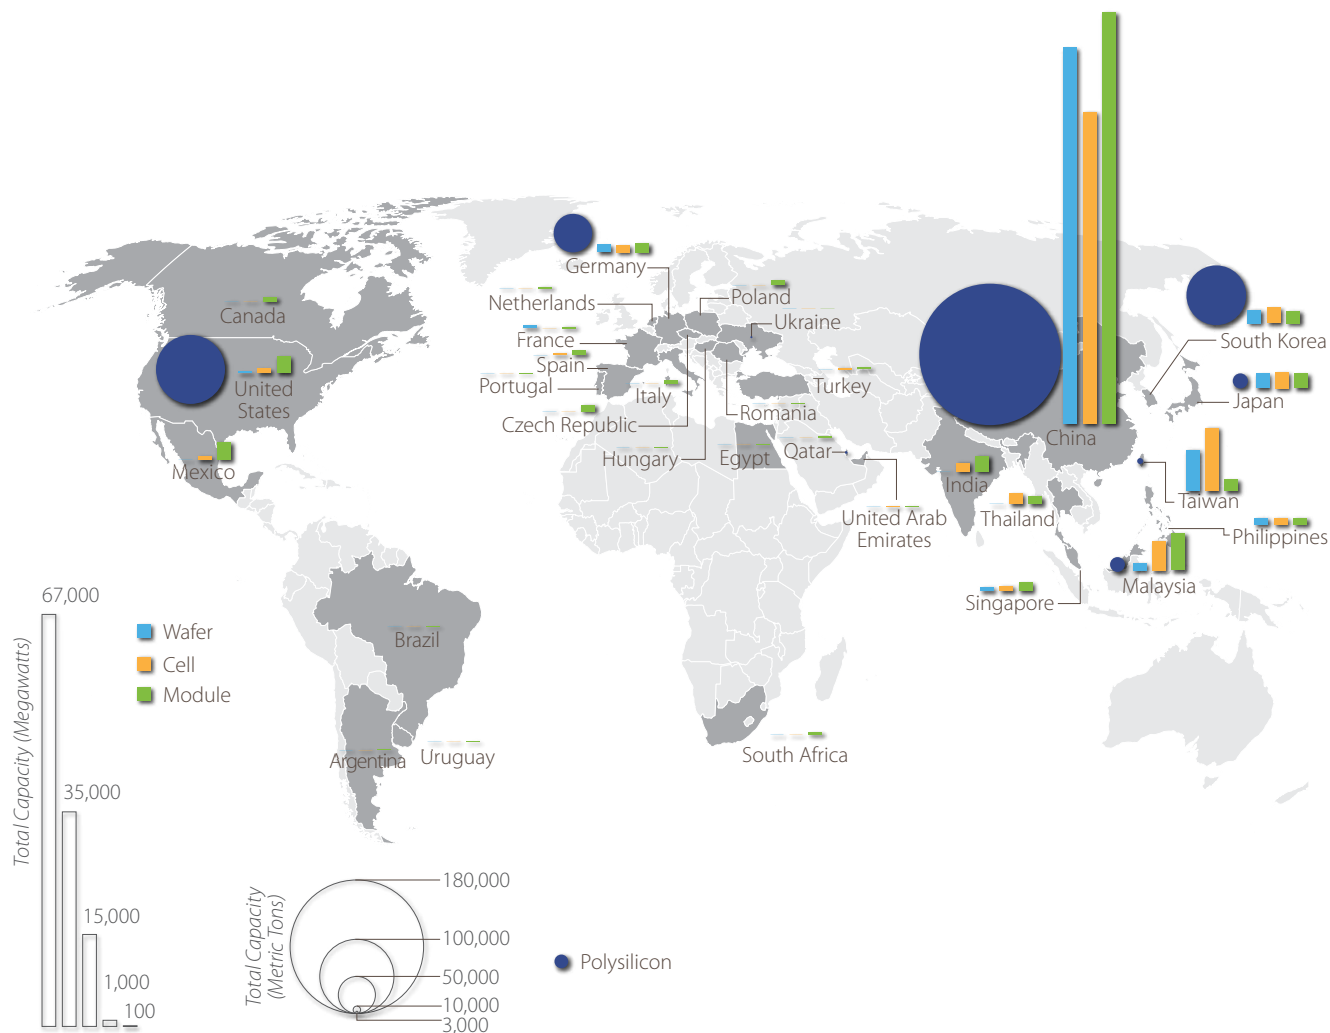 Germany
Netherlands
Poland
Ukraine
Canada
France
South Korea
Spain
United
States
Portugal
Italy
Turkey
Japan
Romania
Czech Republic
China
Hungary
Egypt
Qatar
Mexico
India
Taiwan
United Arab
Emirates
Thailand
Philippines
Malaysia
Singapore
67,000
Wafer
Cell
Module
Brazil
Total Capacity (Megawatts)
South Africa
Argentina
Uruguay
35,000
15,000
1,000
100
Total Capacity
(Metric Tons)
180,000
100,000
50,000
10,000
3,000
Polysilicon